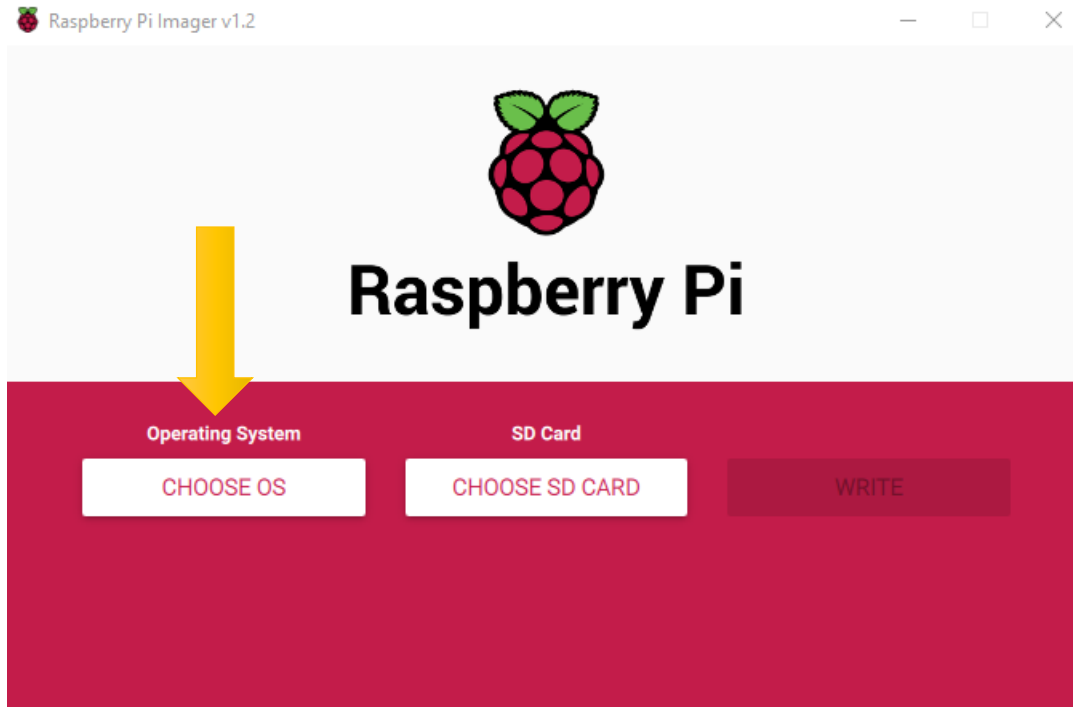 Raspberry Pi Imager v1.2
Raspberry Pi
Operating System
SD Card
CHOOSE OS
CHOOSE SD CARD
WRITE